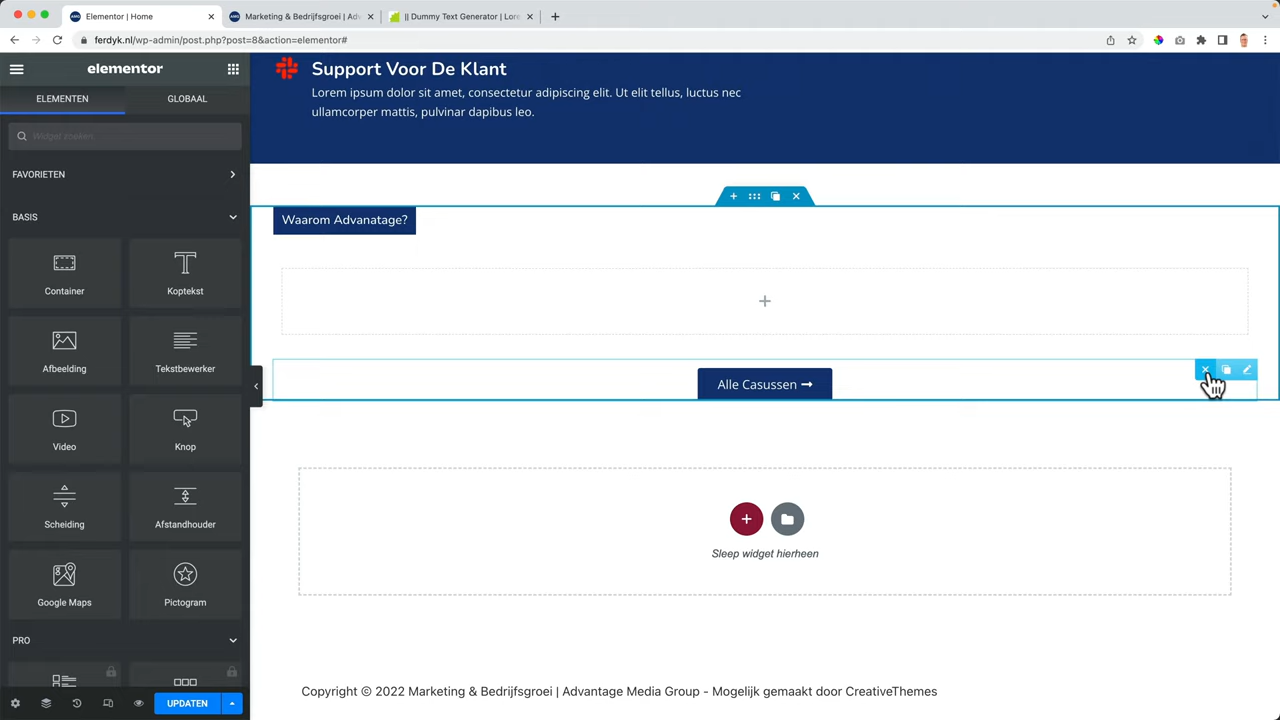 Elementor | Home
Marketing & Bedrijfsgroei | Adv
|| Dummy Text Generator | Lore
ferdyk.nl/wp-admin/post.php?post=8&action=elementor#
elementor
ELEMENTEN
GLOBAAL
Widget zoeken
FAVORIETEN
BASIS
Container
Koptekst
Afbeelding
Tekstbewerker
Video
Knop
Scheiding
Afstandhouder
Google Maps
Pictogram
PRO
UPDATEN
Support Voor De Klant
Lorem ipsum dolor sit amet, consectetur adipiscing elit. Ut elit tellus, luctus nec
ullamcorper mattis, pulvinar dapibus leo.
Waarom Advanatage?
Alle Casussen
Sleep widget hierheen
Copyright © 2022 Marketing & Bedrijfsgroei | Advantage Media Group - Mogelijk gemaakt door CreativeThemes